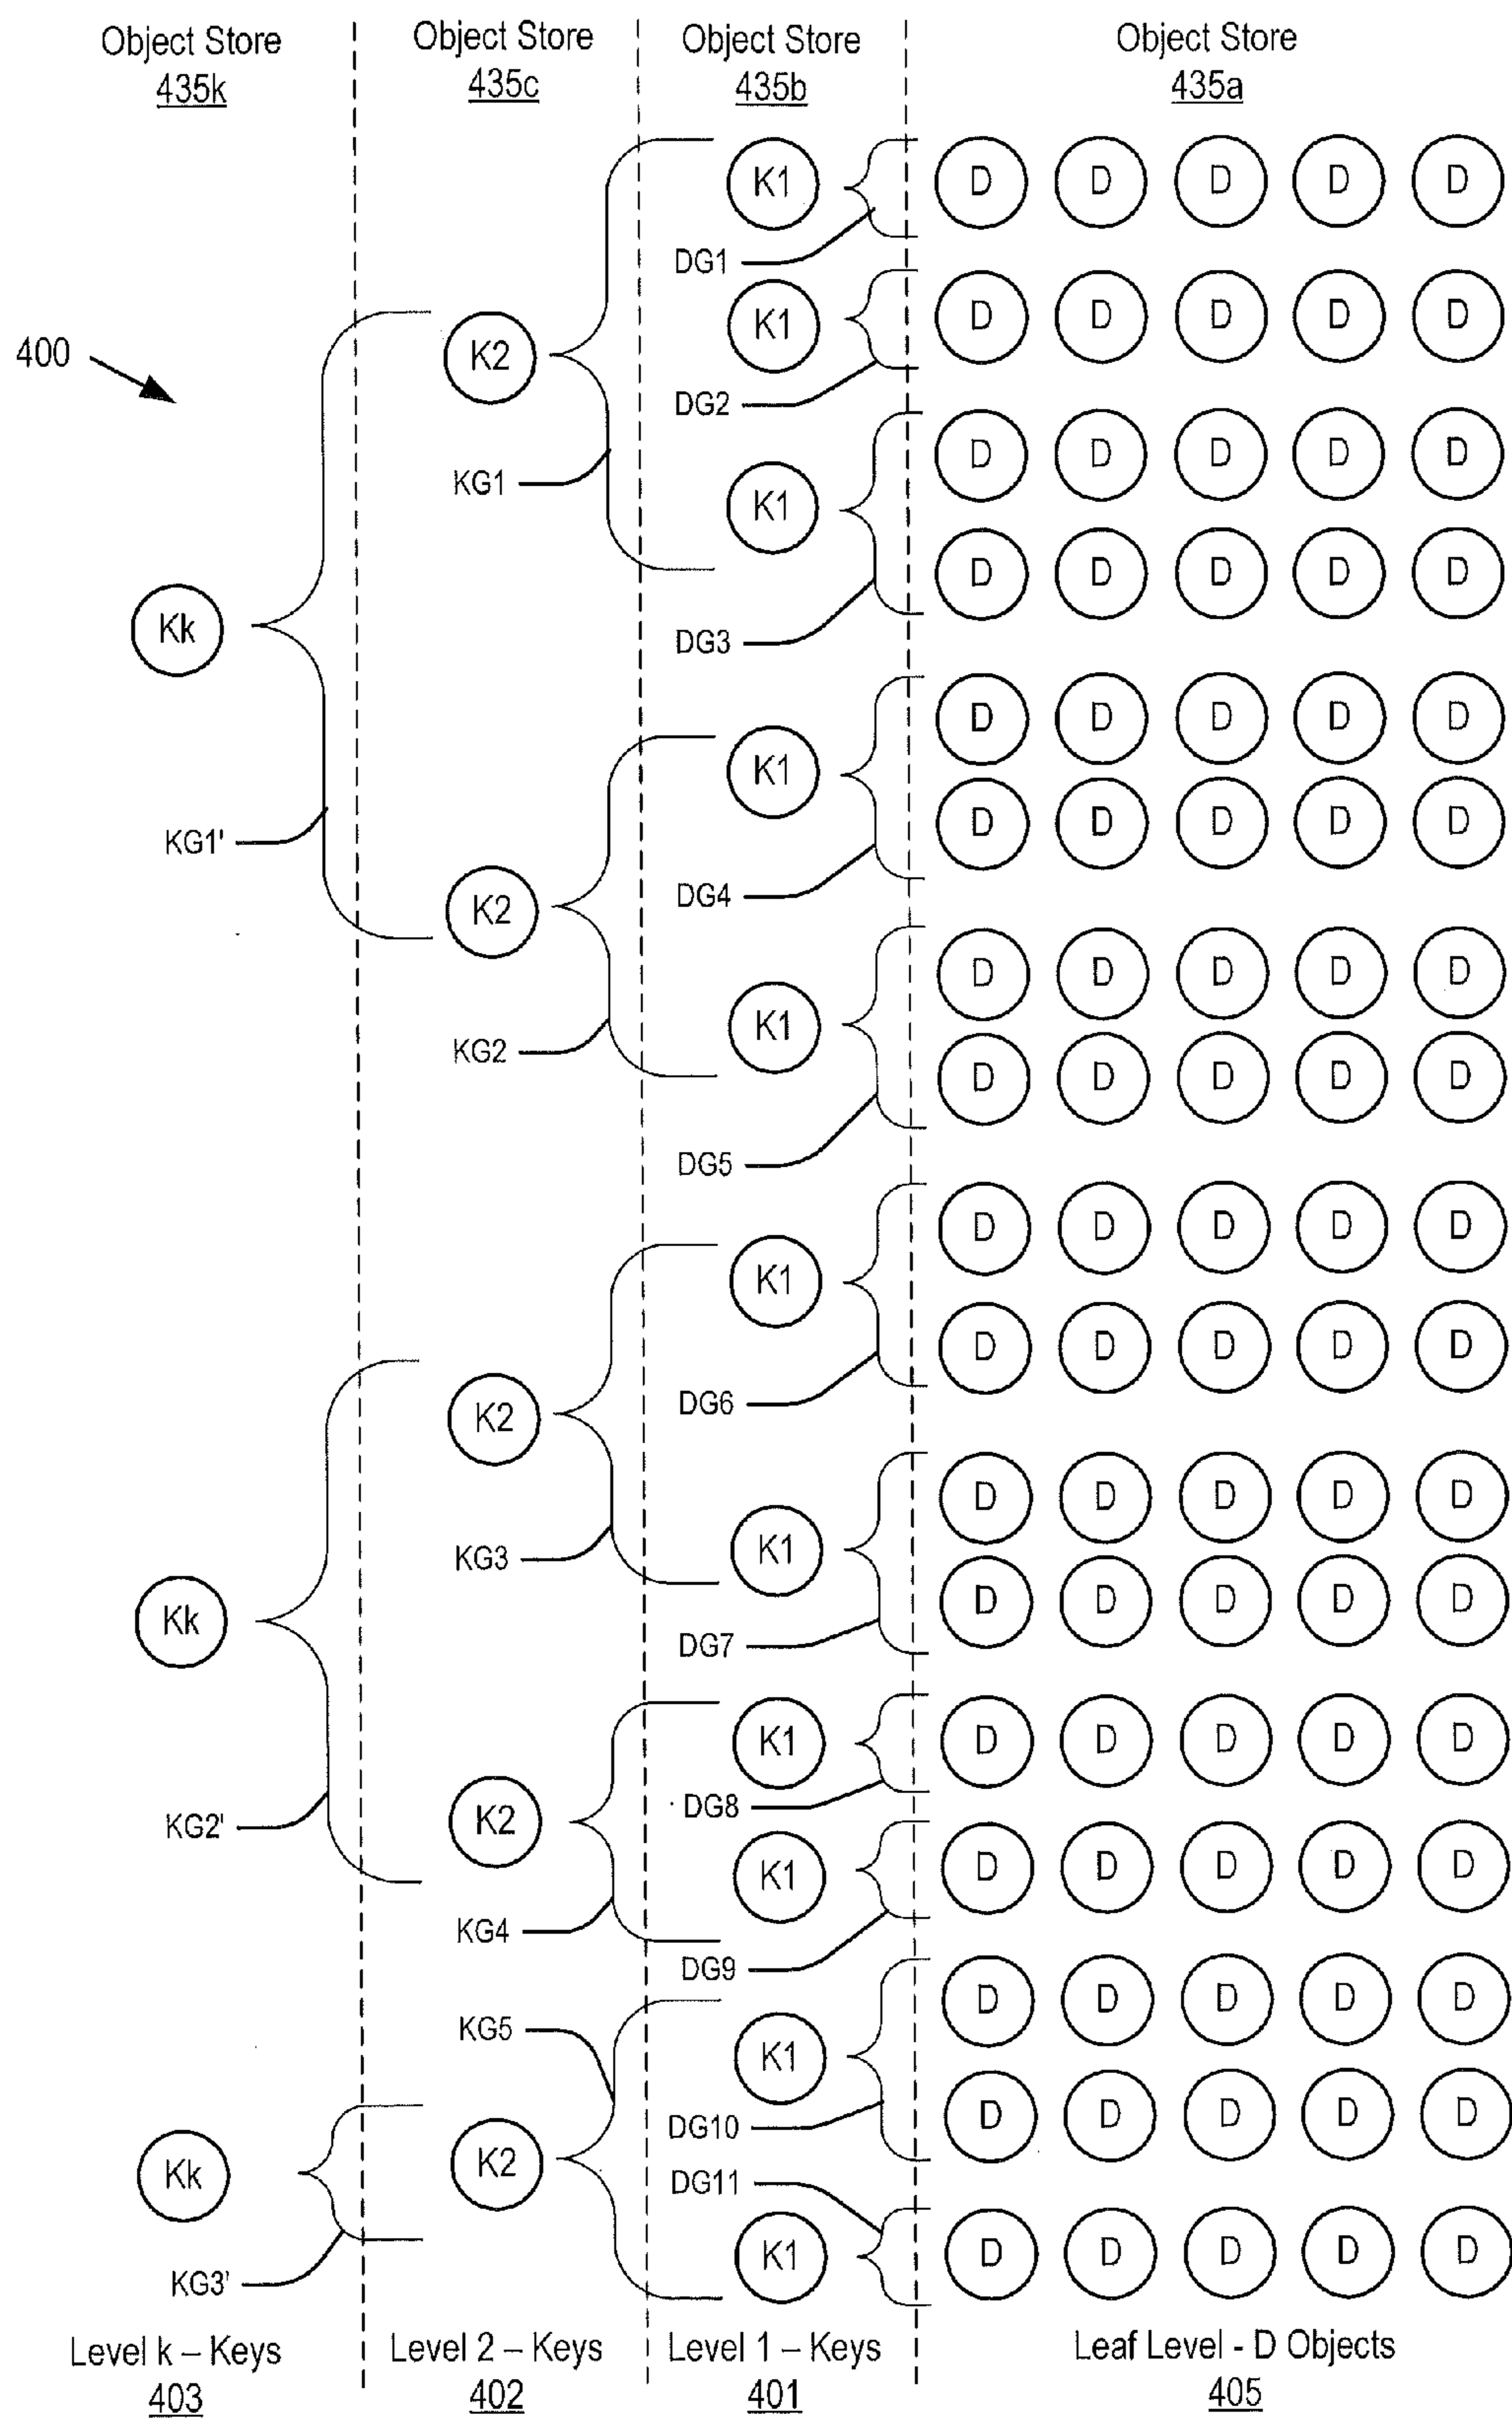 Object Store Object Store Object Store Object Store
435k 435c 435b 435a
K1 D D D D D
DG1
K1 D D D D D
K2
400
DG2
KG1
K1 D D D D D
D D D D D
Kk
DG3
K1 D D D D D
D D D D D
KG1'
DG4
K2
K1 D D D D D
KG2
D D D D D
DG5
K1 D D D D D
D D D D D
DG6
K2
K1 D D D D D
KG3
D D D D D
Kk
DG7
K1 D D D D D
DG8
K2
KG2'
K1 D D D D D
KG4
DG9
K1 D D D D D
KG5
D D D D D
DG10
K2
Kk
DG11
K1 D D D D D
KG3'
Level k – Keys Level 2 – Keys Level 1 – Keys Leaf Level - D Objects
403 402 401 405